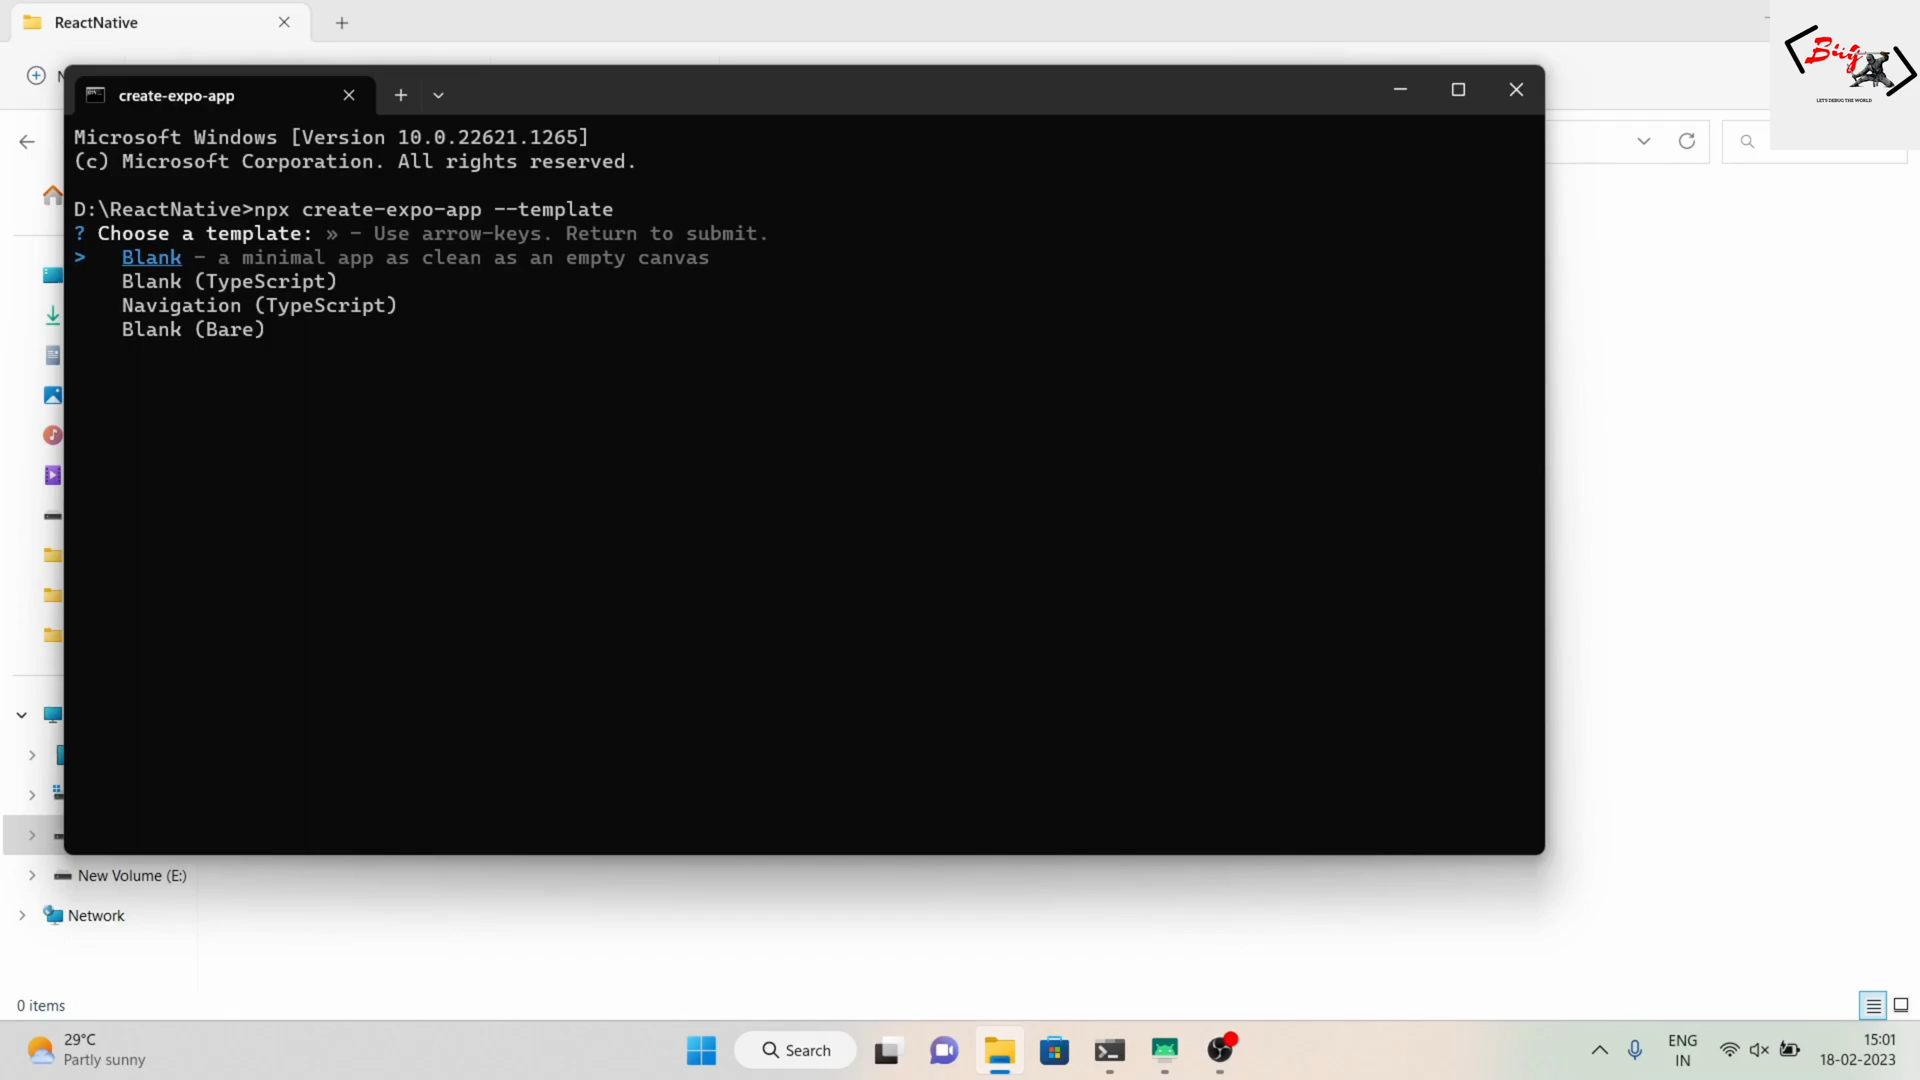 ReactNative
create-expo-app
Microsoft Windows [Version 10.0.22621.1265]
(c) Microsoft Corporation. All rights reserved.
D:\ReactNative>npx create-expo-app --template
? Choose a template: » - Use arrow-keys. Return to submit.
> Blank - a minimal app as clean as an empty canvas
Blank (TypeScript)
Navigation (TypeScript)
Blank (Bare)
Bug
LET'S DEBUG THE WORLD
New Volume (E:)
Network
0 items
29°C
Partly sunny
Search
ENG
IN
15:01
18-02-2023